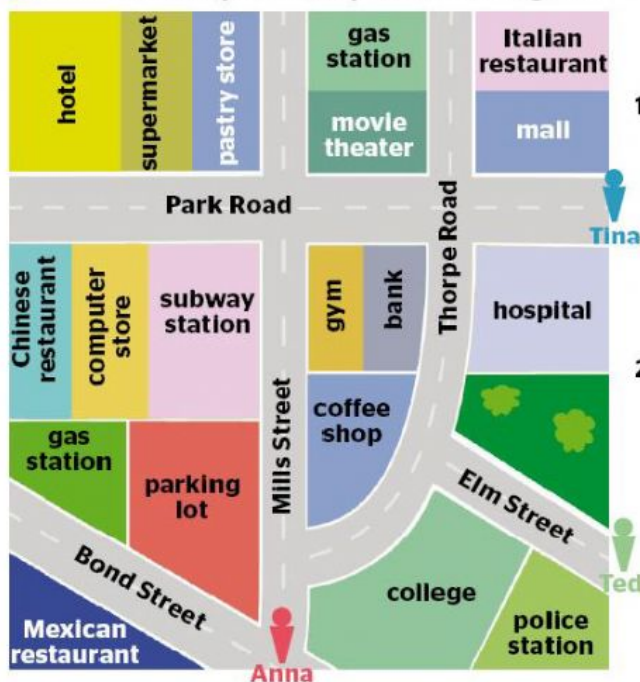 hotel
supermarket
pastry store
gas
station
movie
theater
Italian
restaurant
mall
1
Park Road
Thorpe Road
Tina
Chinese
restaurant
computer
store
subway
station
gym
bank
hospital
2
Mills Street
coffee
shop
gas
station
parking
lot
Elm Street
Bond Street
college
Ted
police
station
Mexican
restaurant
Anna